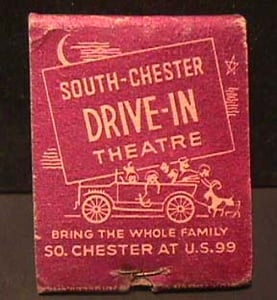 SOUTH-CHESTER
DRIVE-IN
THEATRE
BRING THE WHOLE FAMILY
SO. CHESTER AT U.S. 99